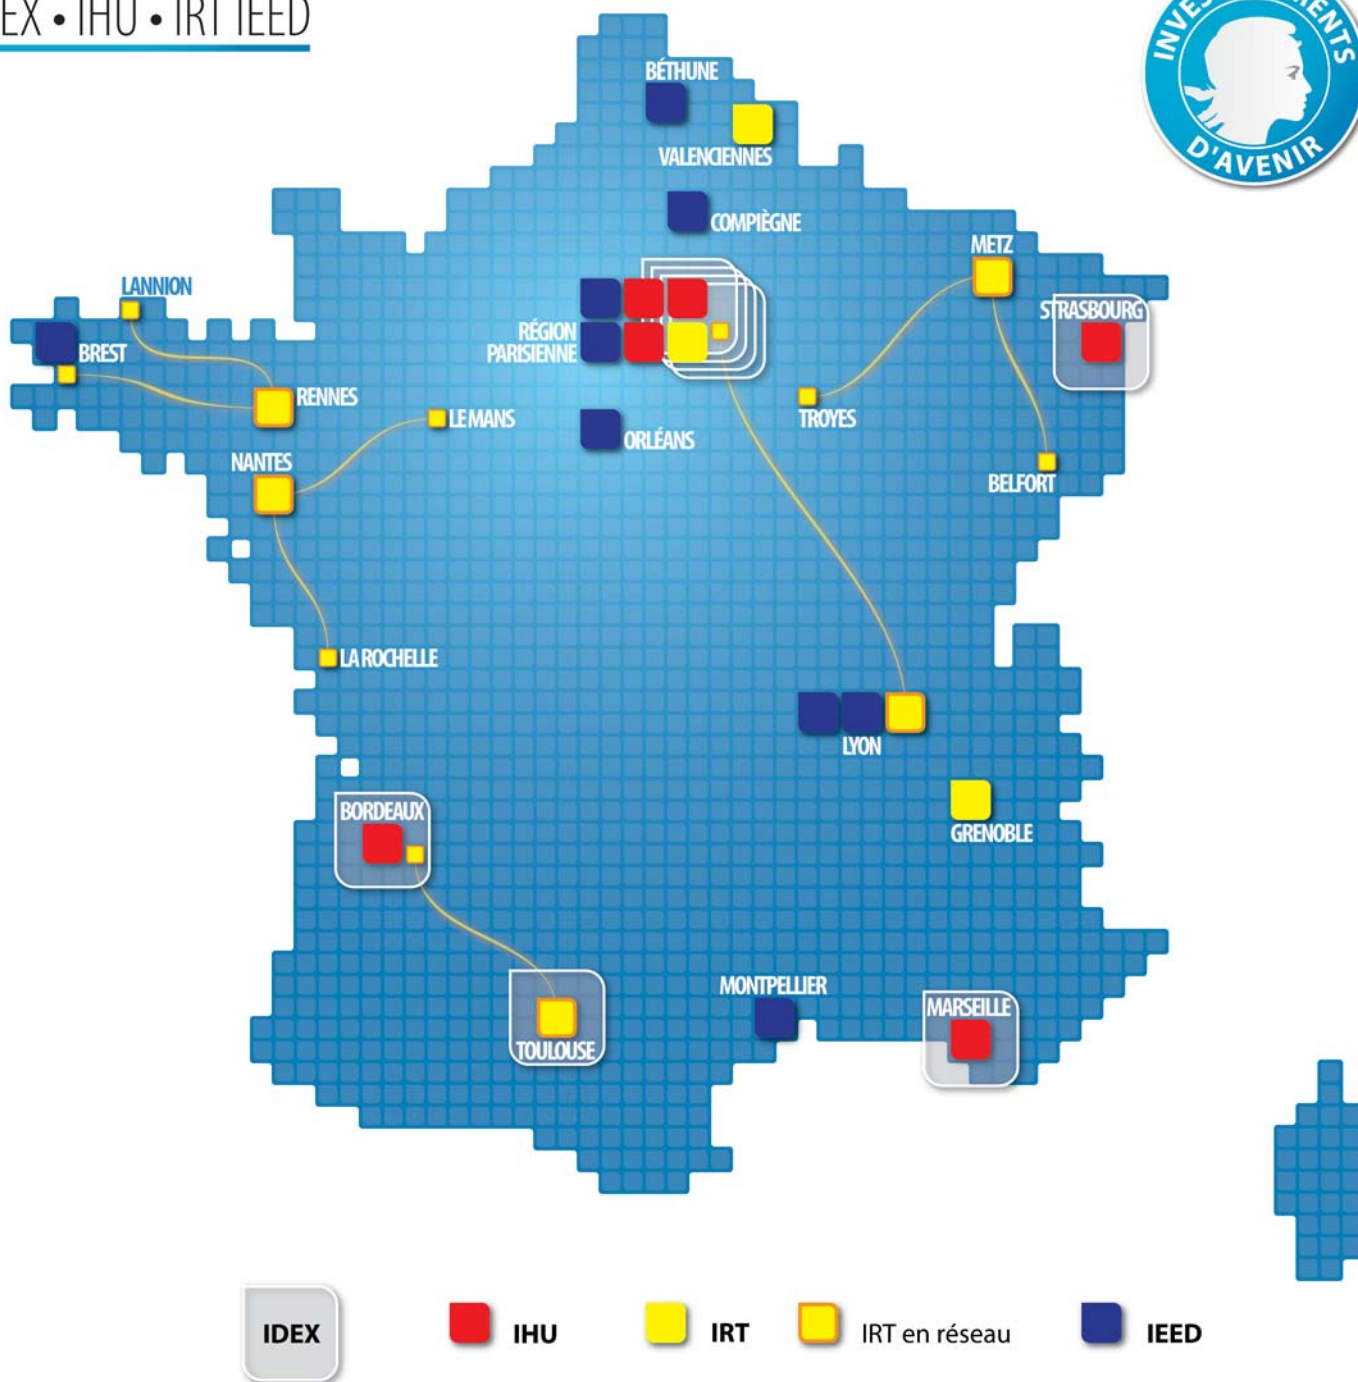 EX • IHU • IRT IEED
D'AVENIR
BÉTHUNE
VALENCIENNES
COMPIÈGNE
METZ
LANNION
STRASBOURG
RÉGION
PARISIENNE
BREST
RENNES
LE MANS
TROYES
ORLÉANS
NANTES
BELFORT
LA ROCHELLE
LYON
BORDEAUX
GRENOBLE
MONTPELLIER
MARSEILLE
TOULOUSE
IDEX
IHU
IRT
IRT en réseau
IEED